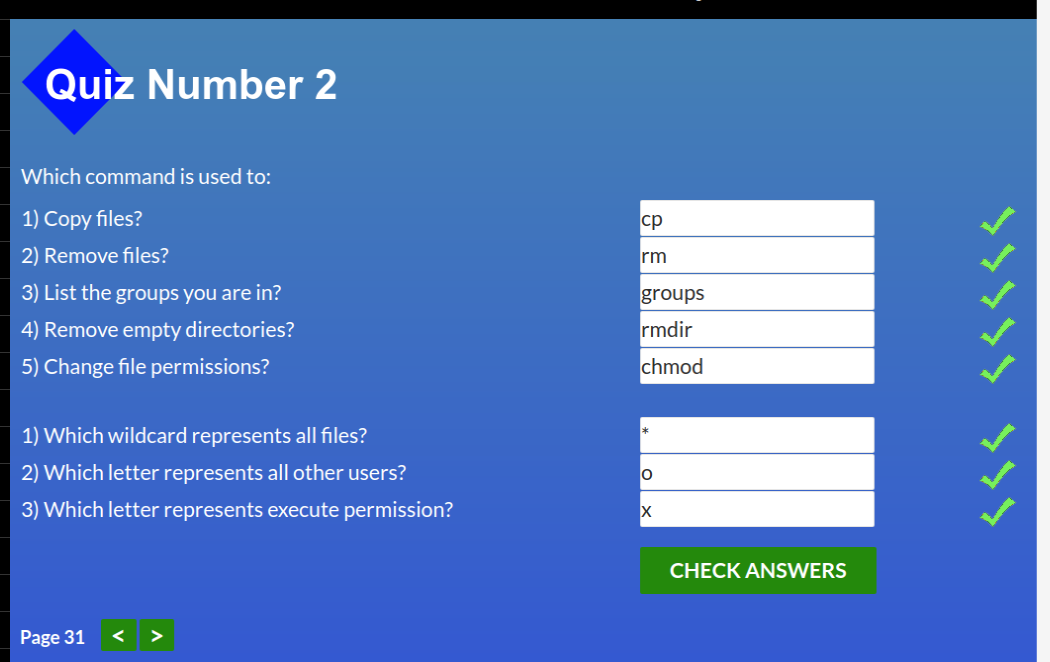 Quiz Number 2
Which command is used to:
1) Copy files? cp
2) Remove files? rm
3) List the groups you are in? groups
4) Remove empty directories? rmdir
5) Change file permissions? chmod
1) Which wildcard represents all files? *
2) Which letter represents all other users? o
3) Which letter represents execute permission? x
CHECK ANSWERS
Page 31 < >